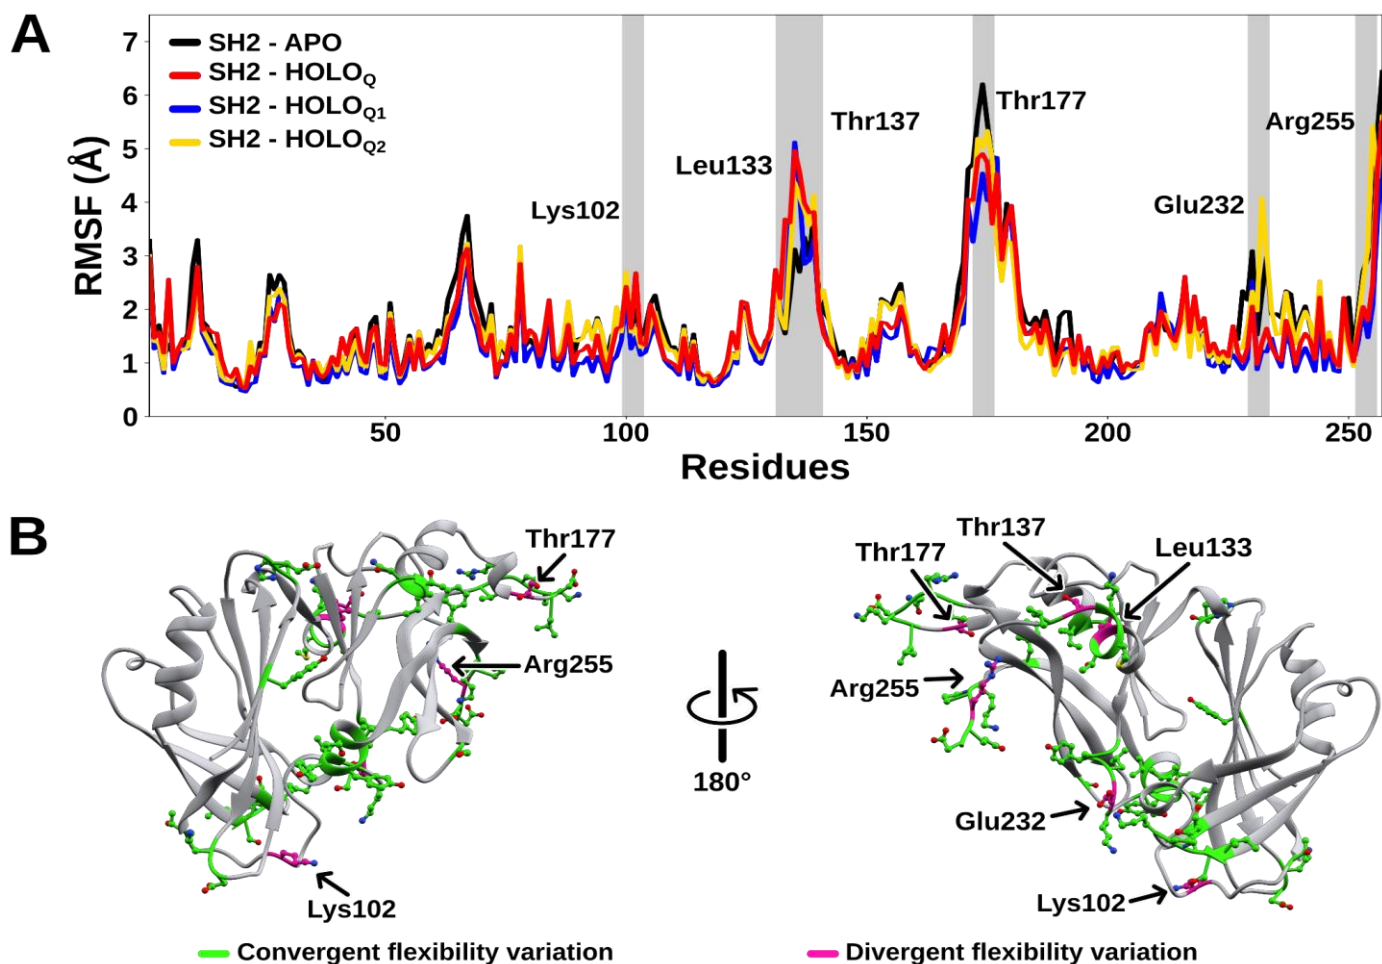 A
SH2 - APO
SH2 - HOLOQ
SH2 - HOLOQ1
SH2 - HOLOQ2
Lys102
Leu133
Thr137
Thr177
Glu232
Arg255
RMSF (Å)
7
6
5
4
3
2
1
0
50
100
150
200
250
Residues
B
Thr177
Arg255
Lys102
180°
Thr137
Thr177
Leu133
Arg255
Glu232
Lys102
Convergent flexibility variation
Divergent flexibility variation